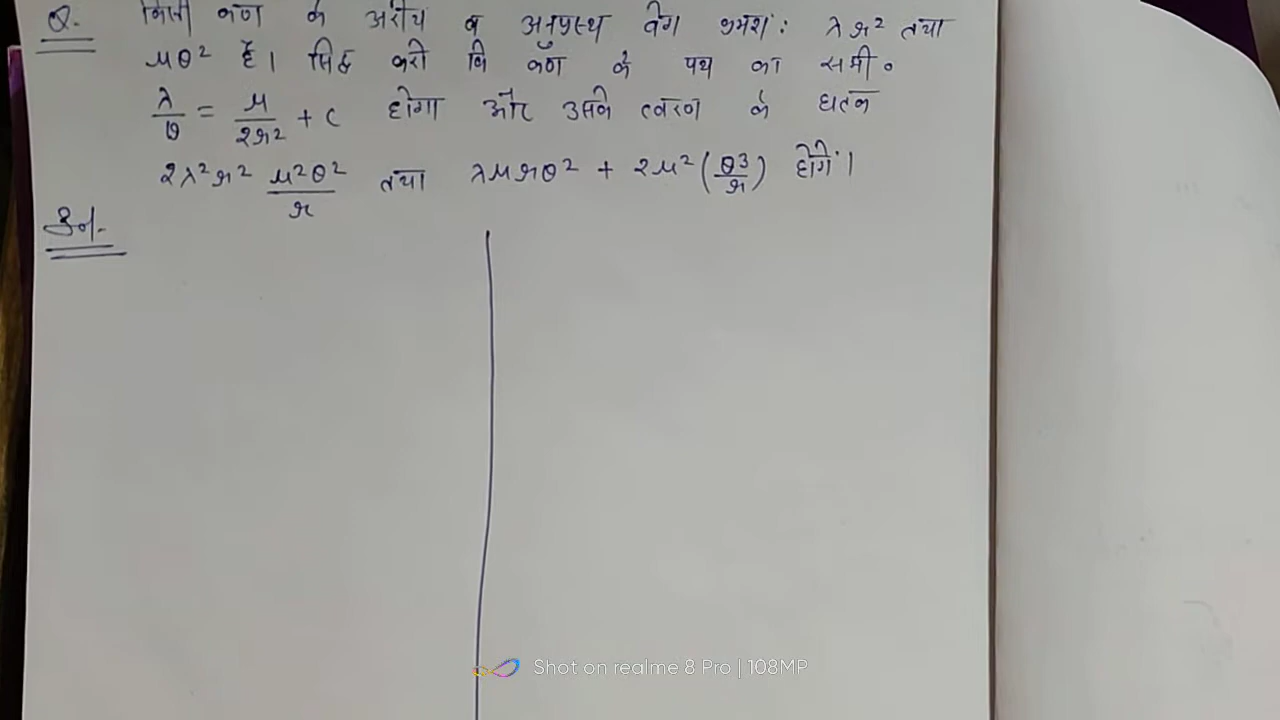 Q. किसी कण के अरीय व अनुप्रस्थ वेग क्रमशः λr² तथा
μθ² हैं। सिद्ध करो कि कण के पथ का समी०
λ/θ = μ/2r² + c होगा और उसके त्वरण के घटक
2λ²r² μ²θ²/r तथा λμrθ² + 2μ²(θ³/r) होंगे।
हल-
Shot on realme 8 Pro | 108MP